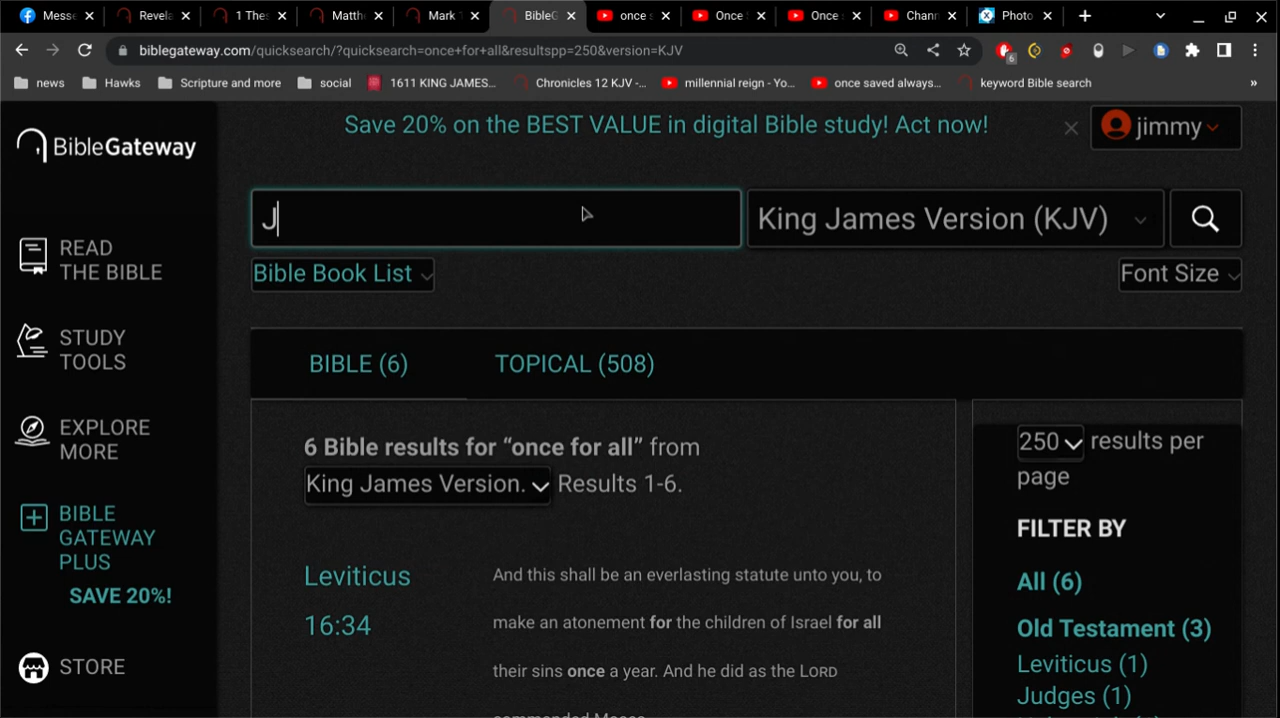 Messe
Revela
1 Thes
Matth
Mark 1
BibleG
once s
Once S
Once s
Chann
Photo
biblegateway.com/quicksearch/?quicksearch=once+for+all&resultspp=250&version=KJV
6
news
Hawks
Scripture and more
social
1611 KING JAMES...
Chronicles 12 KJV -...
millennial reign - Yo...
once saved always...
keyword Bible search
»
BibleGateway
Save 20% on the BEST VALUE in digital Bible study! Act now!
jimmy
J
King James Version (KJV)
Bible Book List
Font Size
READ
THE BIBLE
STUDY
TOOLS
EXPLORE
MORE
BIBLE
GATEWAY
PLUS
SAVE 20%!
STORE
BIBLE (6)
TOPICAL (508)
6 Bible results for “once for all” from
King James Version. Results 1-6.
Leviticus
16:34
And this shall be an everlasting statute unto you, to
make an atonement for the children of Israel for all
their sins once a year. And he did as the LORD
commanded Moses.
250 results per
page
FILTER BY
All (6)
Old Testament (3)
Leviticus (1)
Judges (1)